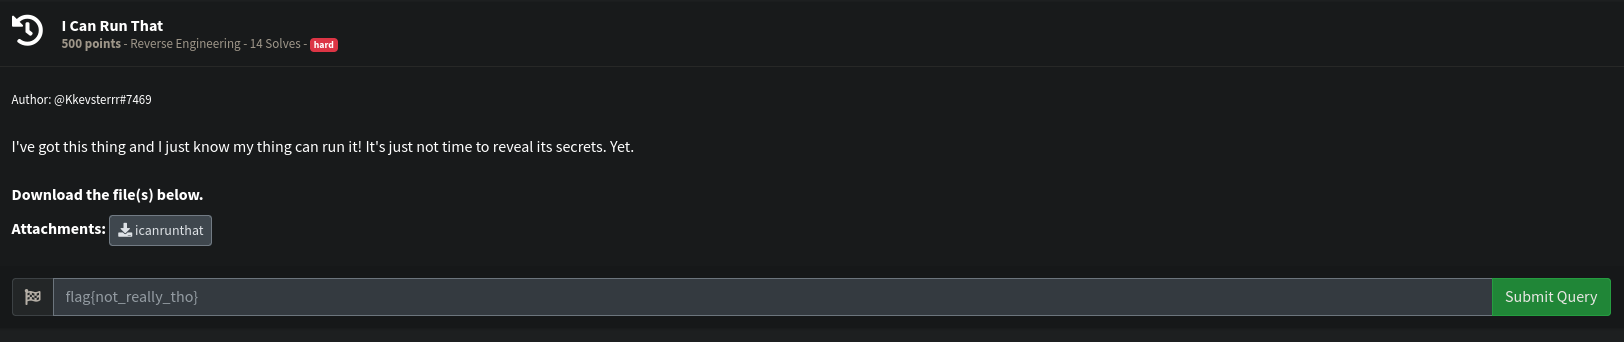 I Can Run That
500 points - Reverse Engineering - 14 Solves - hard
Author: @Kkevsterrr#7469
I've got this thing and I just know my thing can run it! It's just not time to reveal its secrets. Yet.
Download the file(s) below.
Attachments: icanrunthat
flag{not_really_tho} Submit Query